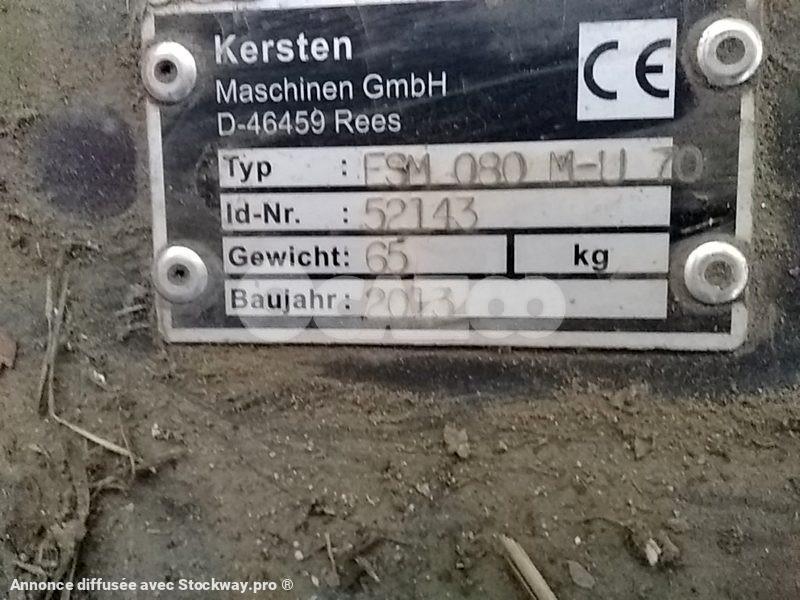 Kersten
Maschinen GmbH
D-46459 Rees
CE
Typ : FSM 080 M-U 70
Id-Nr. : 52143
Gewicht: 65 kg
Baujahr: 2013
Annonce diffusée avec Stockway.pro ®